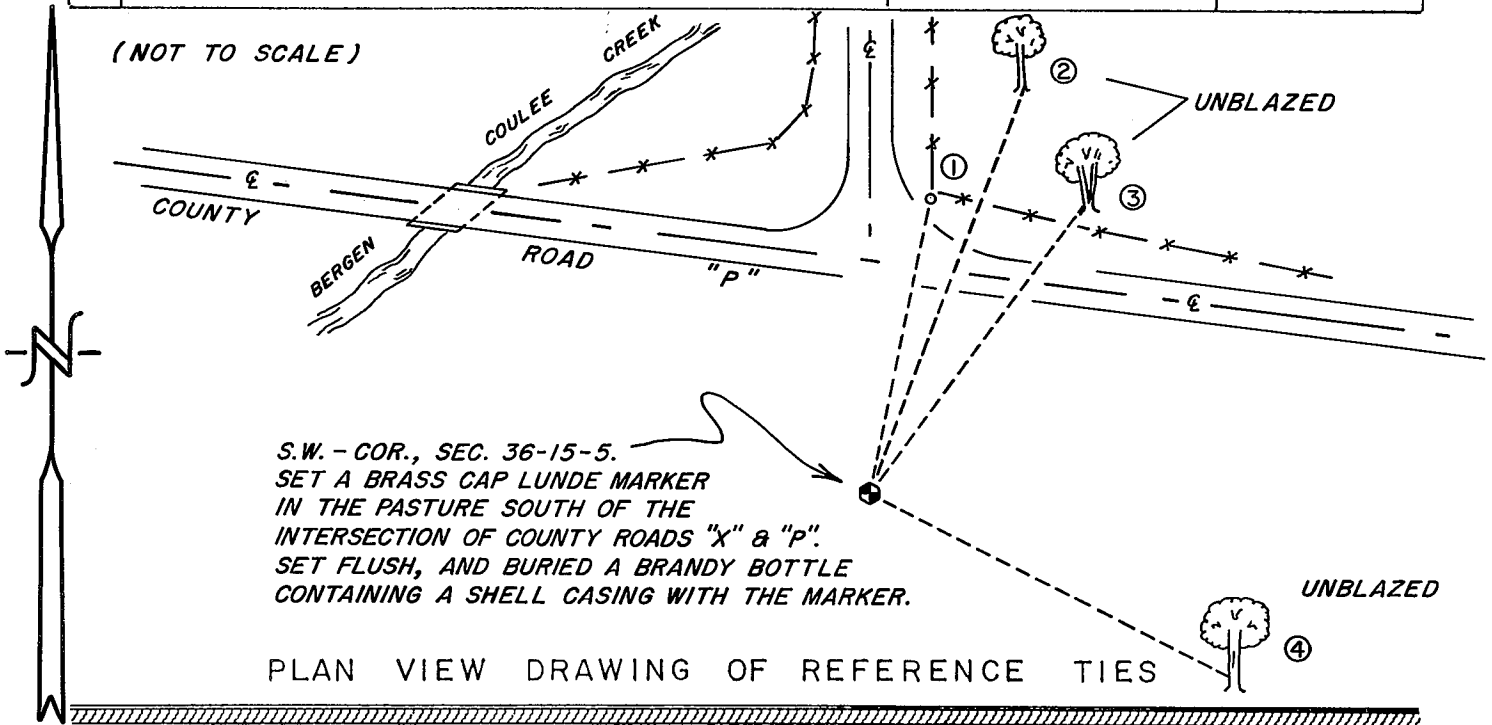 (NOT TO SCALE)
COULEE CREEK
℄
②
UNBLAZED
①
③
℄
COUNTY ROAD "P"
BERGEN
℄
N
S.W. - COR., SEC. 36-15-5.
SET A BRASS CAP LUNDE MARKER
IN THE PASTURE SOUTH OF THE
INTERSECTION OF COUNTY ROADS "X" & "P".
SET FLUSH, AND BURIED A BRANDY BOTTLE
CONTAINING A SHELL CASING WITH THE MARKER.
UNBLAZED
④
PLAN VIEW DRAWING OF REFERENCE TIES